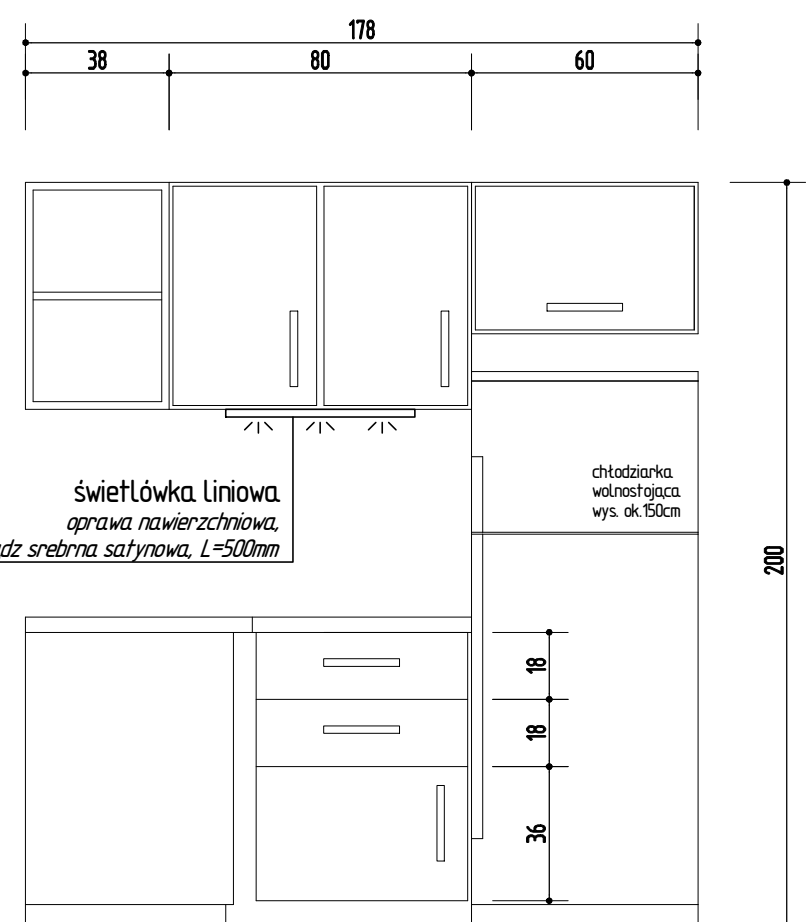 178
38 80 60
świetlówka liniowa
oprawa nawierzchniowa,
srebrna satynowa, L=500mm
chłodziarka
wolnostojąca
wys. ok.150cm
200
18
18
36